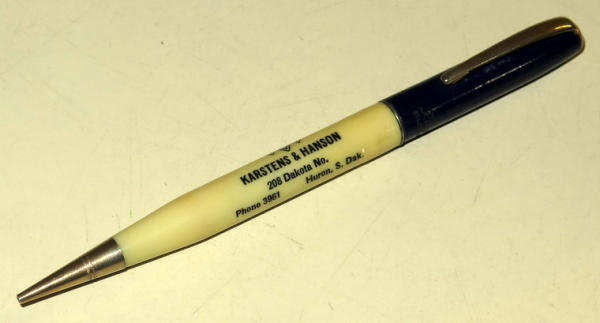 KARSTENS & HANSON
208 Dakota No.
Phone 3961 Huron, S. Dak.